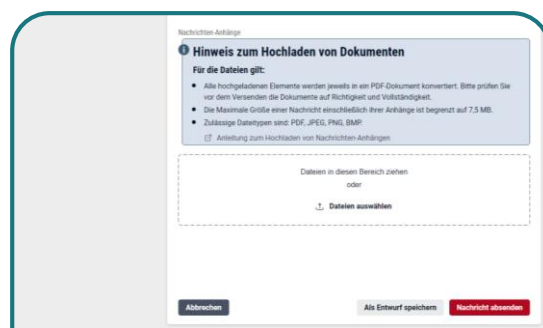 Nachrichten-Anhänge
Hinweis zum Hochladen von Dokumenten
Für die Dateien gilt:
Alle hochgeladenen Elemente werden jeweils in ein PDF-Dokument konvertiert. Bitte prüfen Sie
vor dem Versenden die Dokumente auf Richtigkeit und Vollständigkeit.
Die Maximale Größe einer Nachricht einschließlich ihrer Anhänge ist begrenzt auf 7,5 MB.
Zulässige Dateitypen sind: PDF, JPEG, PNG, BMP.
Anleitung zum Hochladen von Nachrichten-Anhängen
Dateien in diesen Bereich ziehen
oder
Dateien auswählen
Abbrechen Als Entwurf speichern Nachricht absenden